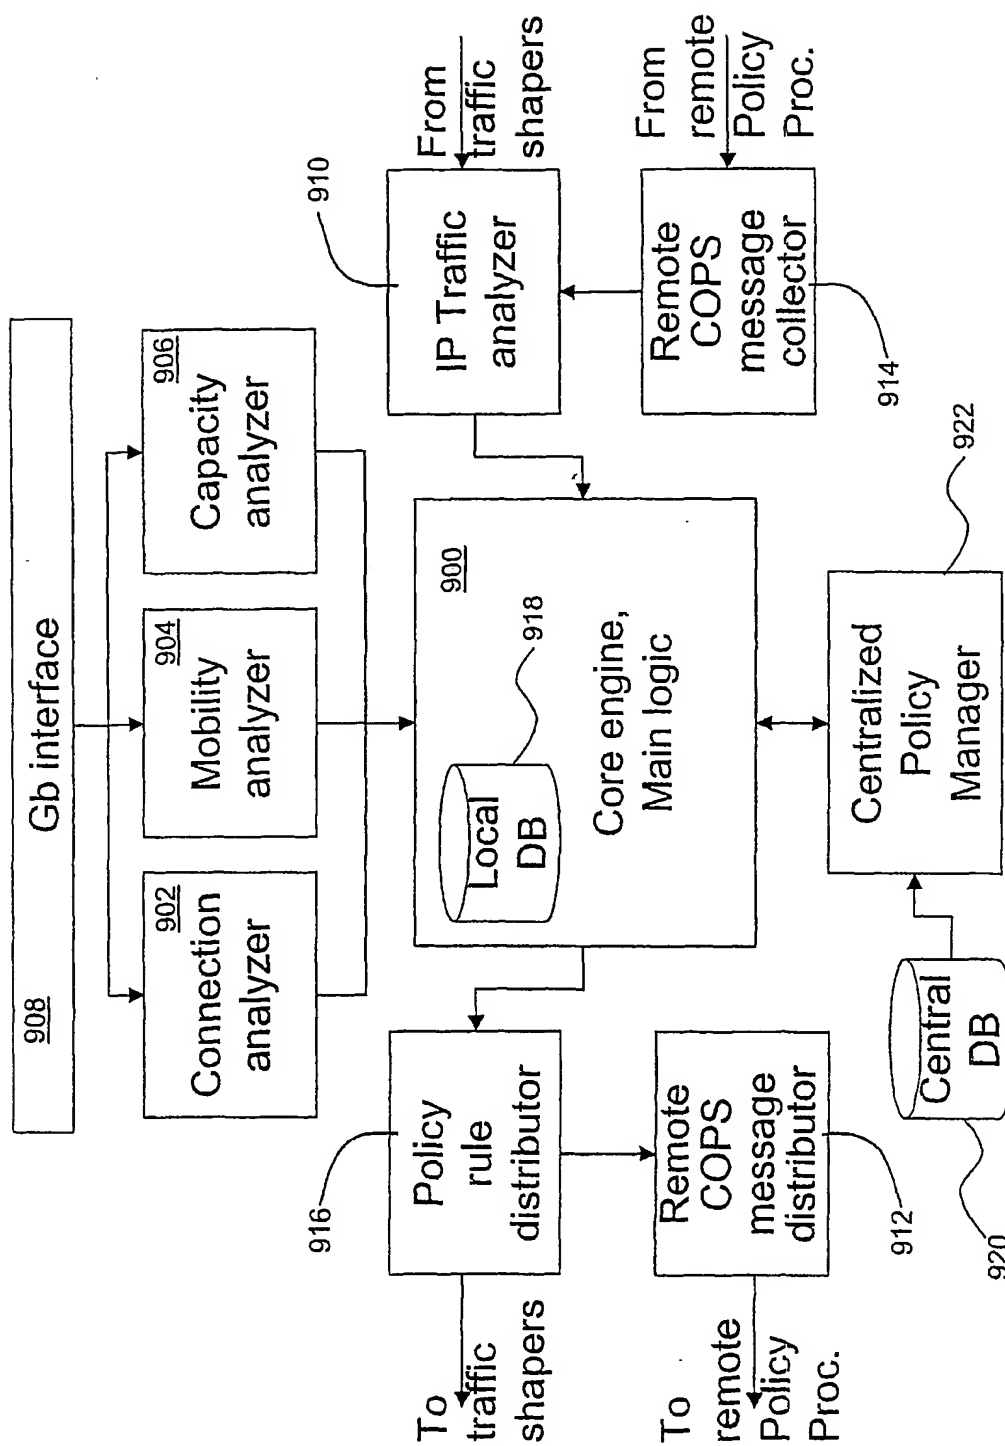 908
Gb interface
902
Connection
analyzer
904
Mobility
analyzer
906
Capacity
analyzer
916
Policy
rule
distributor
To
traffic
shapers
900
Local
DB
918
Core engine,
Main logic
910
IP Traffic
analyzer
From
traffic
shapers
Remote
COPS
message
distributor
912
To
remote
Policy
Proc.
Remote
COPS
message
collector
914
From
remote
Policy
Proc.
Central
DB
920
Centralized
Policy
Manager
922